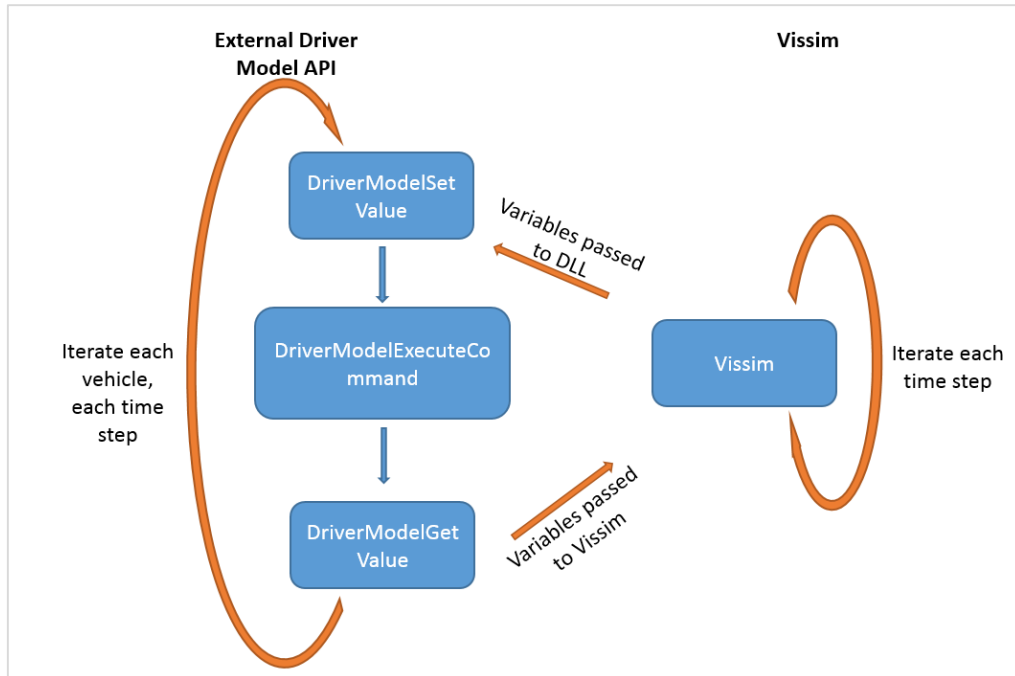 External Driver
Model API
Vissim
DriverModelSet
Value
Variables passed
to DLL
DriverModelExecuteCo
mmand
Iterate each
vehicle,
each time
step
Vissim
Iterate each
time step
DriverModelGet
Value
Variables passed
to Vissim